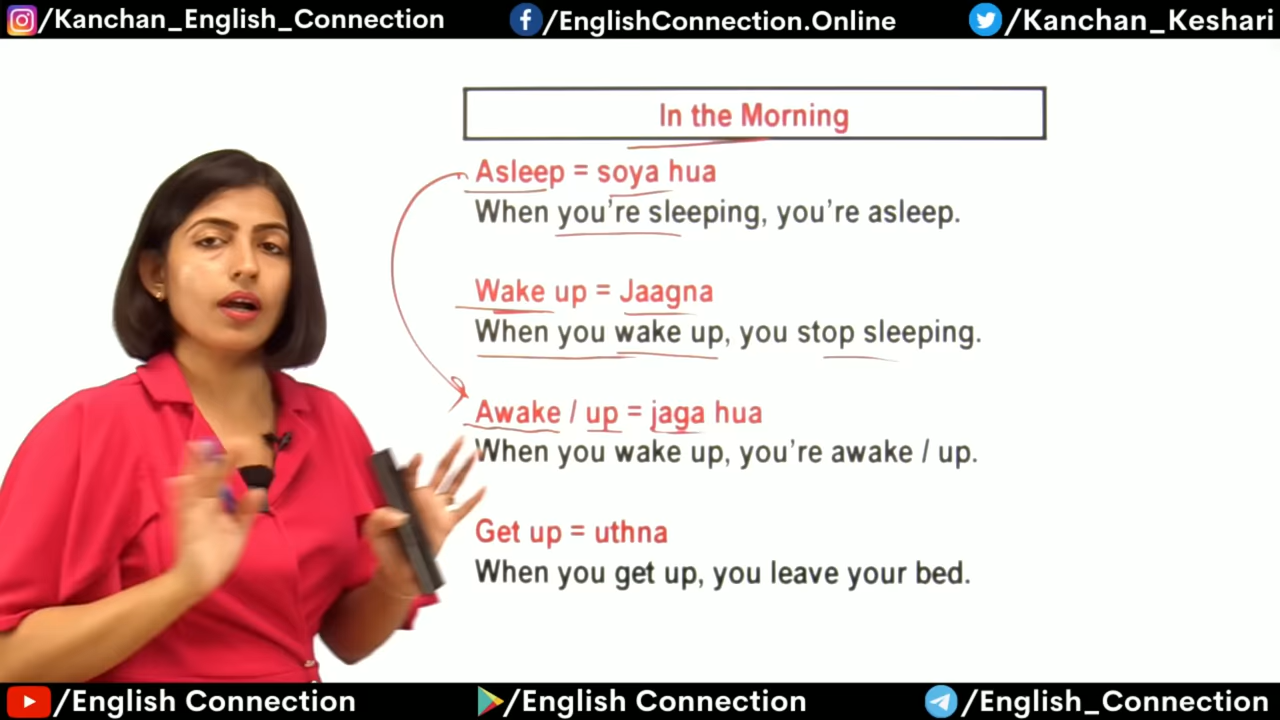 /Kanchan_English_Connection /EnglishConnection.Online /Kanchan_Keshari
In the Morning
Asleep = soya hua
When you're sleeping, you're asleep.
Wake up = Jaagna
When you wake up, you stop sleeping.
Awake / up = jaga hua
When you wake up, you're awake / up.
Get up = uthna
When you get up, you leave your bed.
/English Connection /English Connection /English_Connection